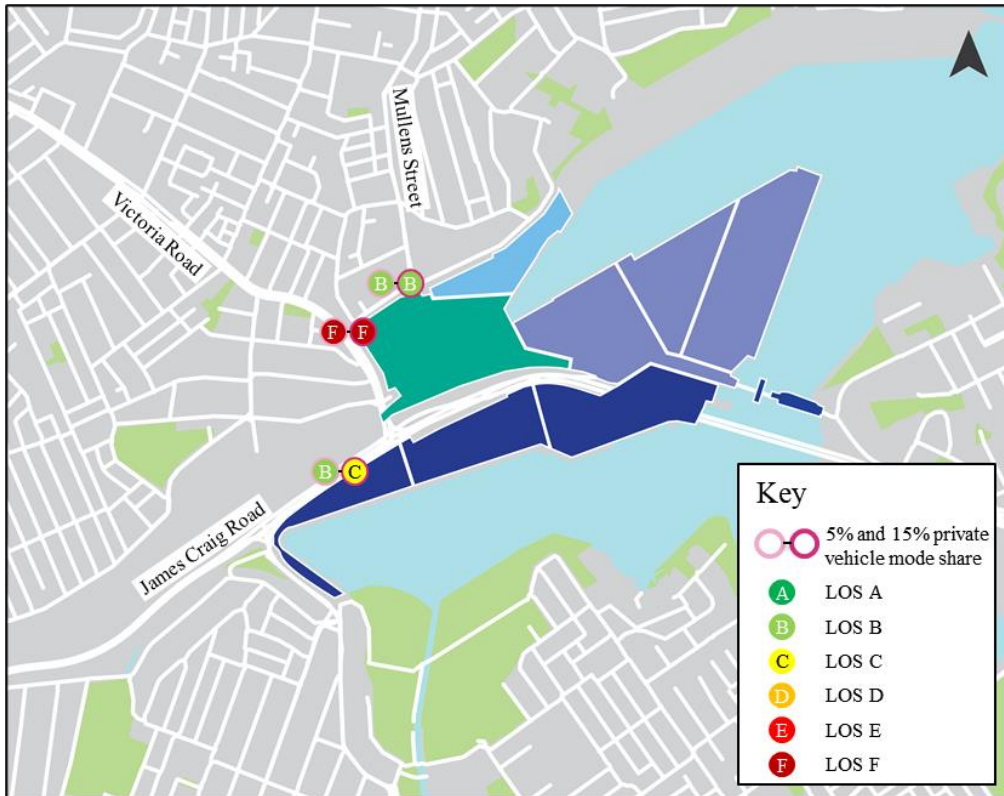 Mullens Street
Victoria Road
B B
F F
B C
James Craig Road
Key
5% and 15% private
vehicle mode share
A LOS A
B LOS B
C LOS C
D LOS D
E LOS E
F LOS F